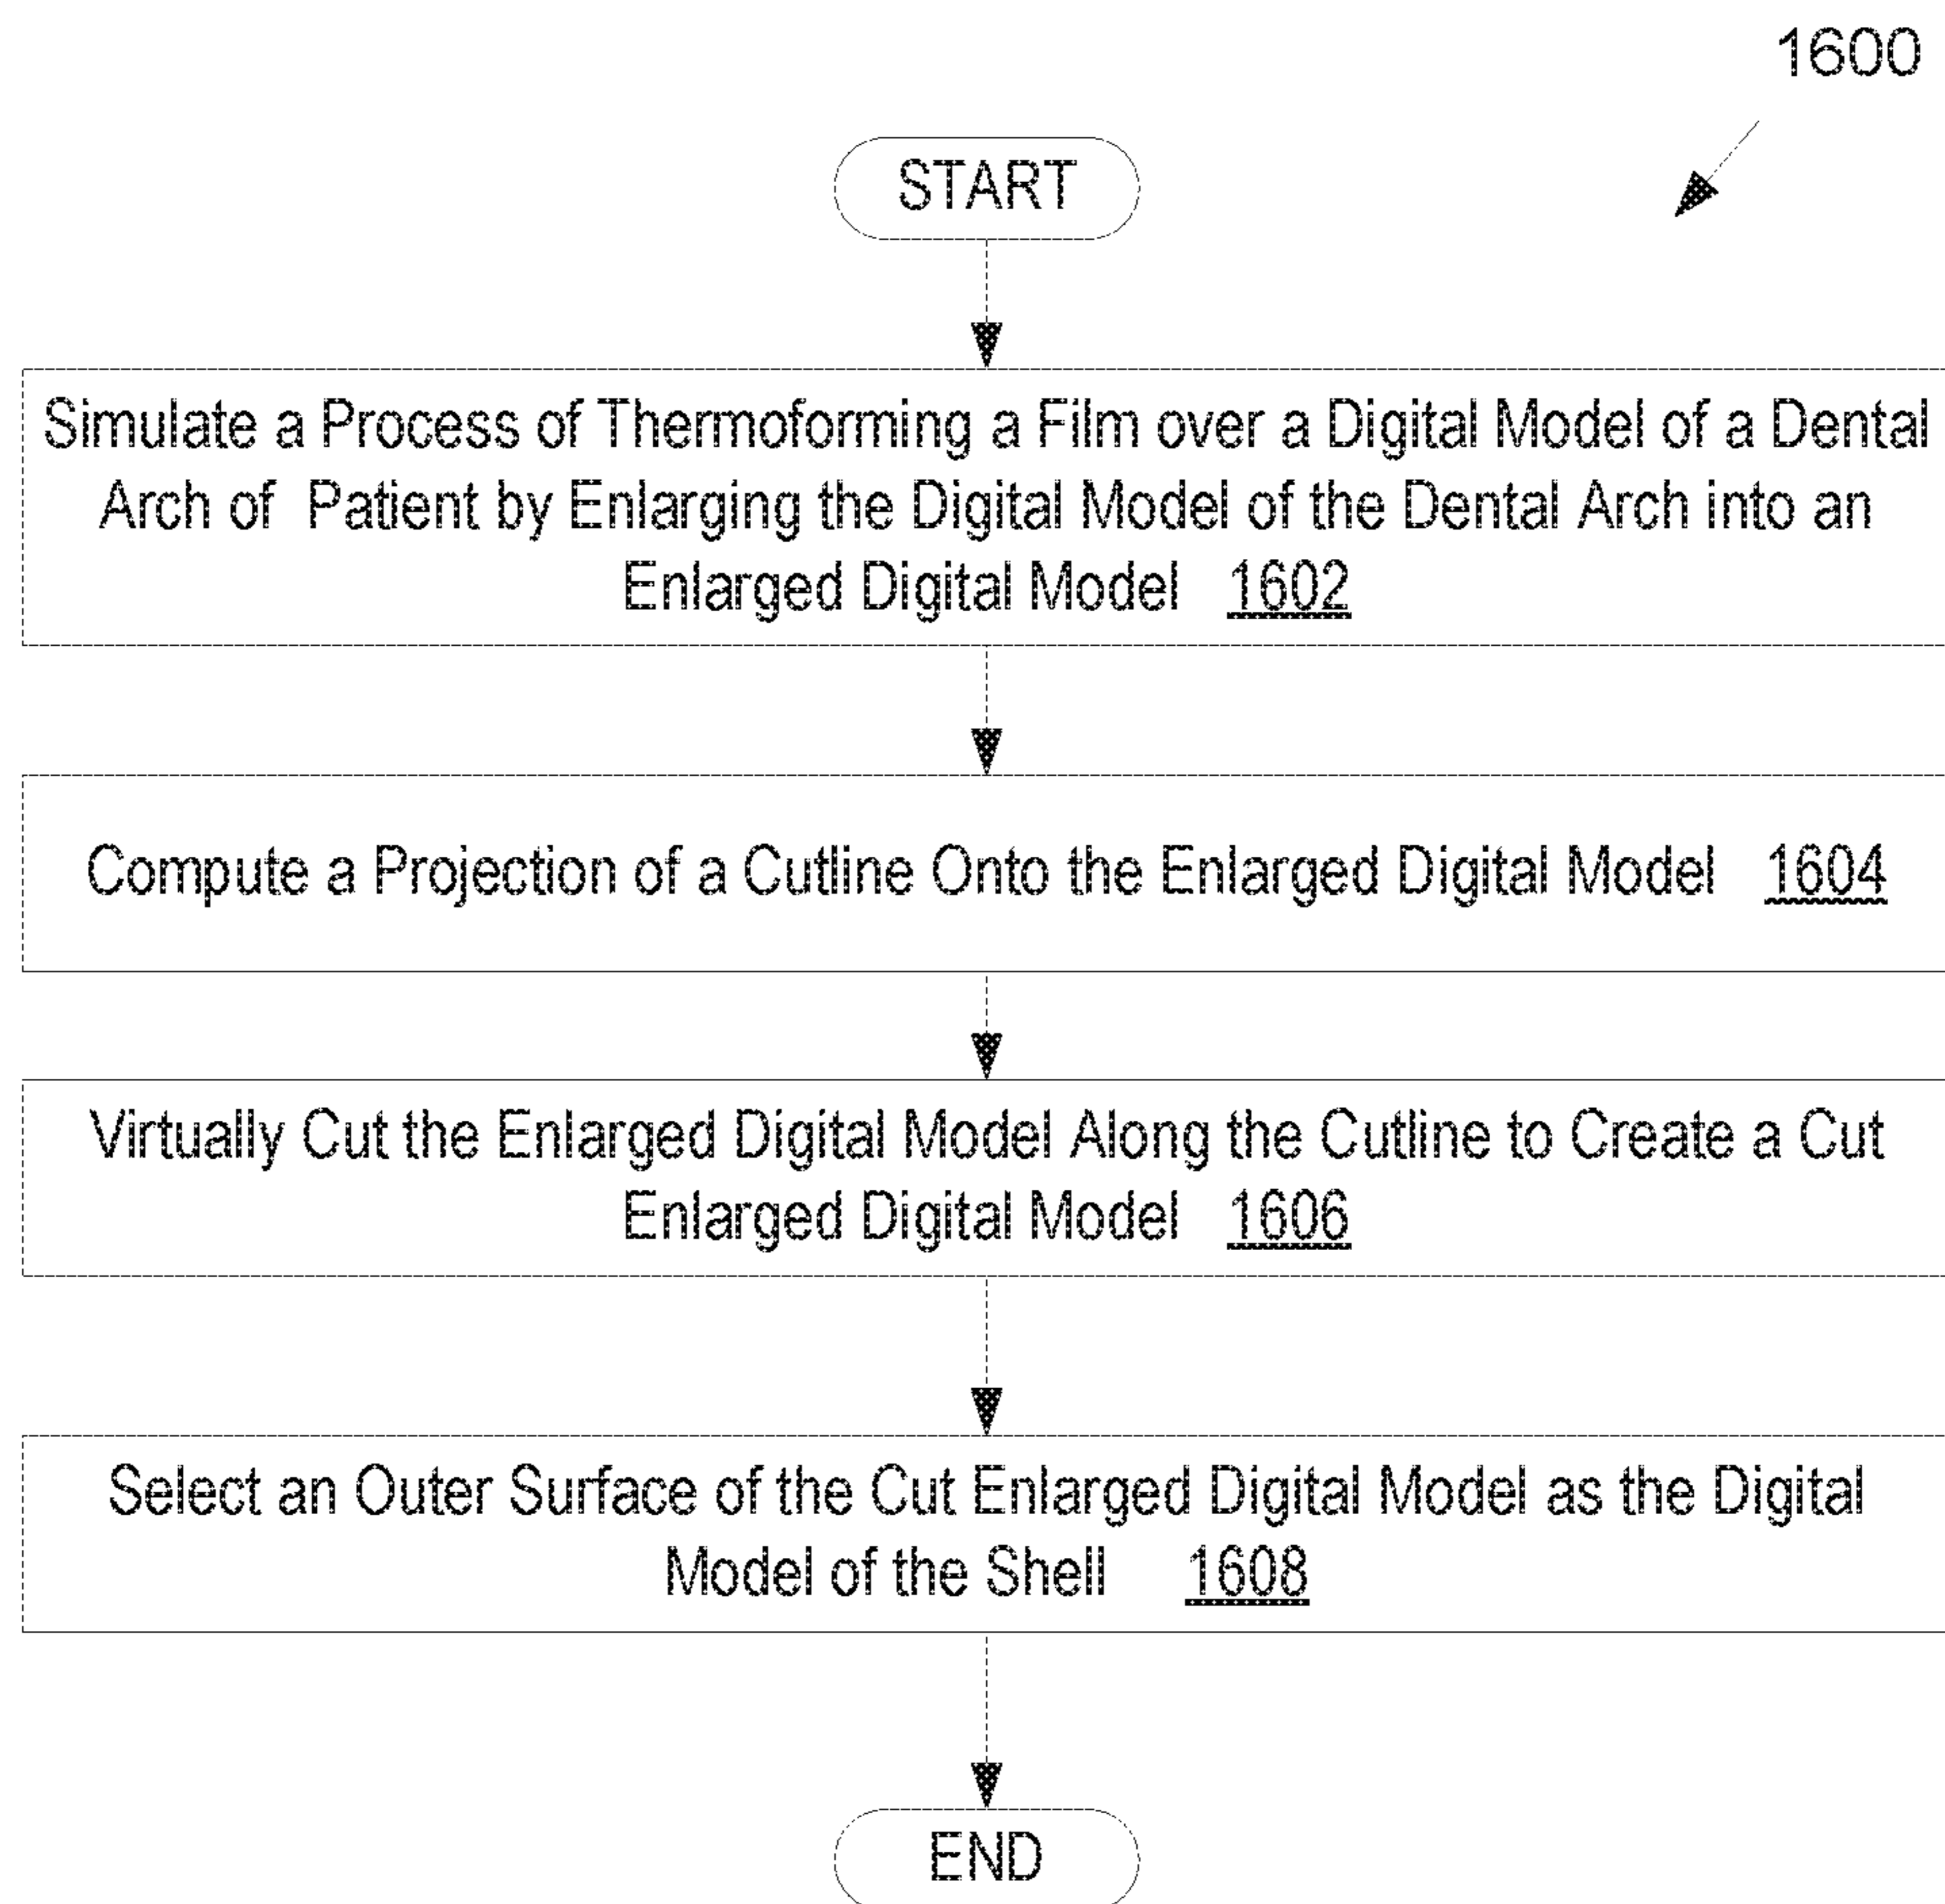 1600
START
Simulate a Process of Thermoforming a Film over a Digital Model of a Dental
Arch of Patient by Enlarging the Digital Model of the Dental Arch into an
Enlarged Digital Model 1602
Compute a Projection of a Cutline Onto the Enlarged Digital Model 1604
Virtually Cut the Enlarged Digital Model Along the Cutline to Create a Cut
Enlarged Digital Model 1606
Select an Outer Surface of the Cut Enlarged Digital Model as the Digital
Model of the Shell 1608
END